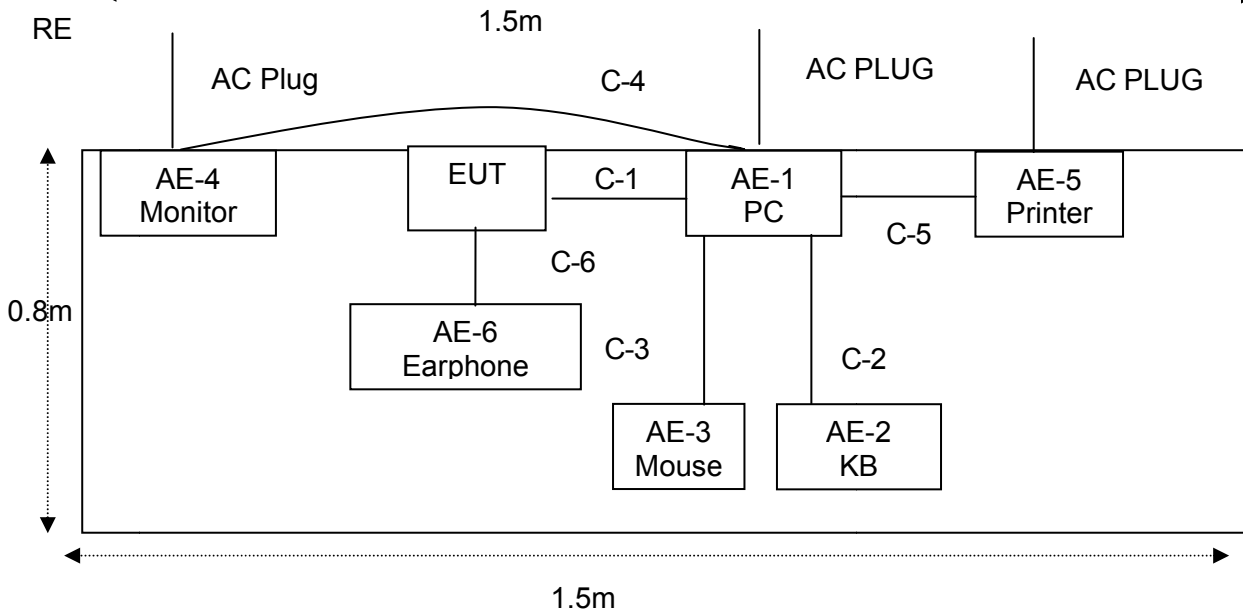 RE
1.5m
AC Plug
C-4
AC PLUG
AC PLUG
AE-4
Monitor
EUT
C-1
AE-1
PC
AE-5
Printer
C-5
C-6
0.8m
AE-6
Earphone
C-3
C-2
AE-3
Mouse
AE-2
KB
1.5m